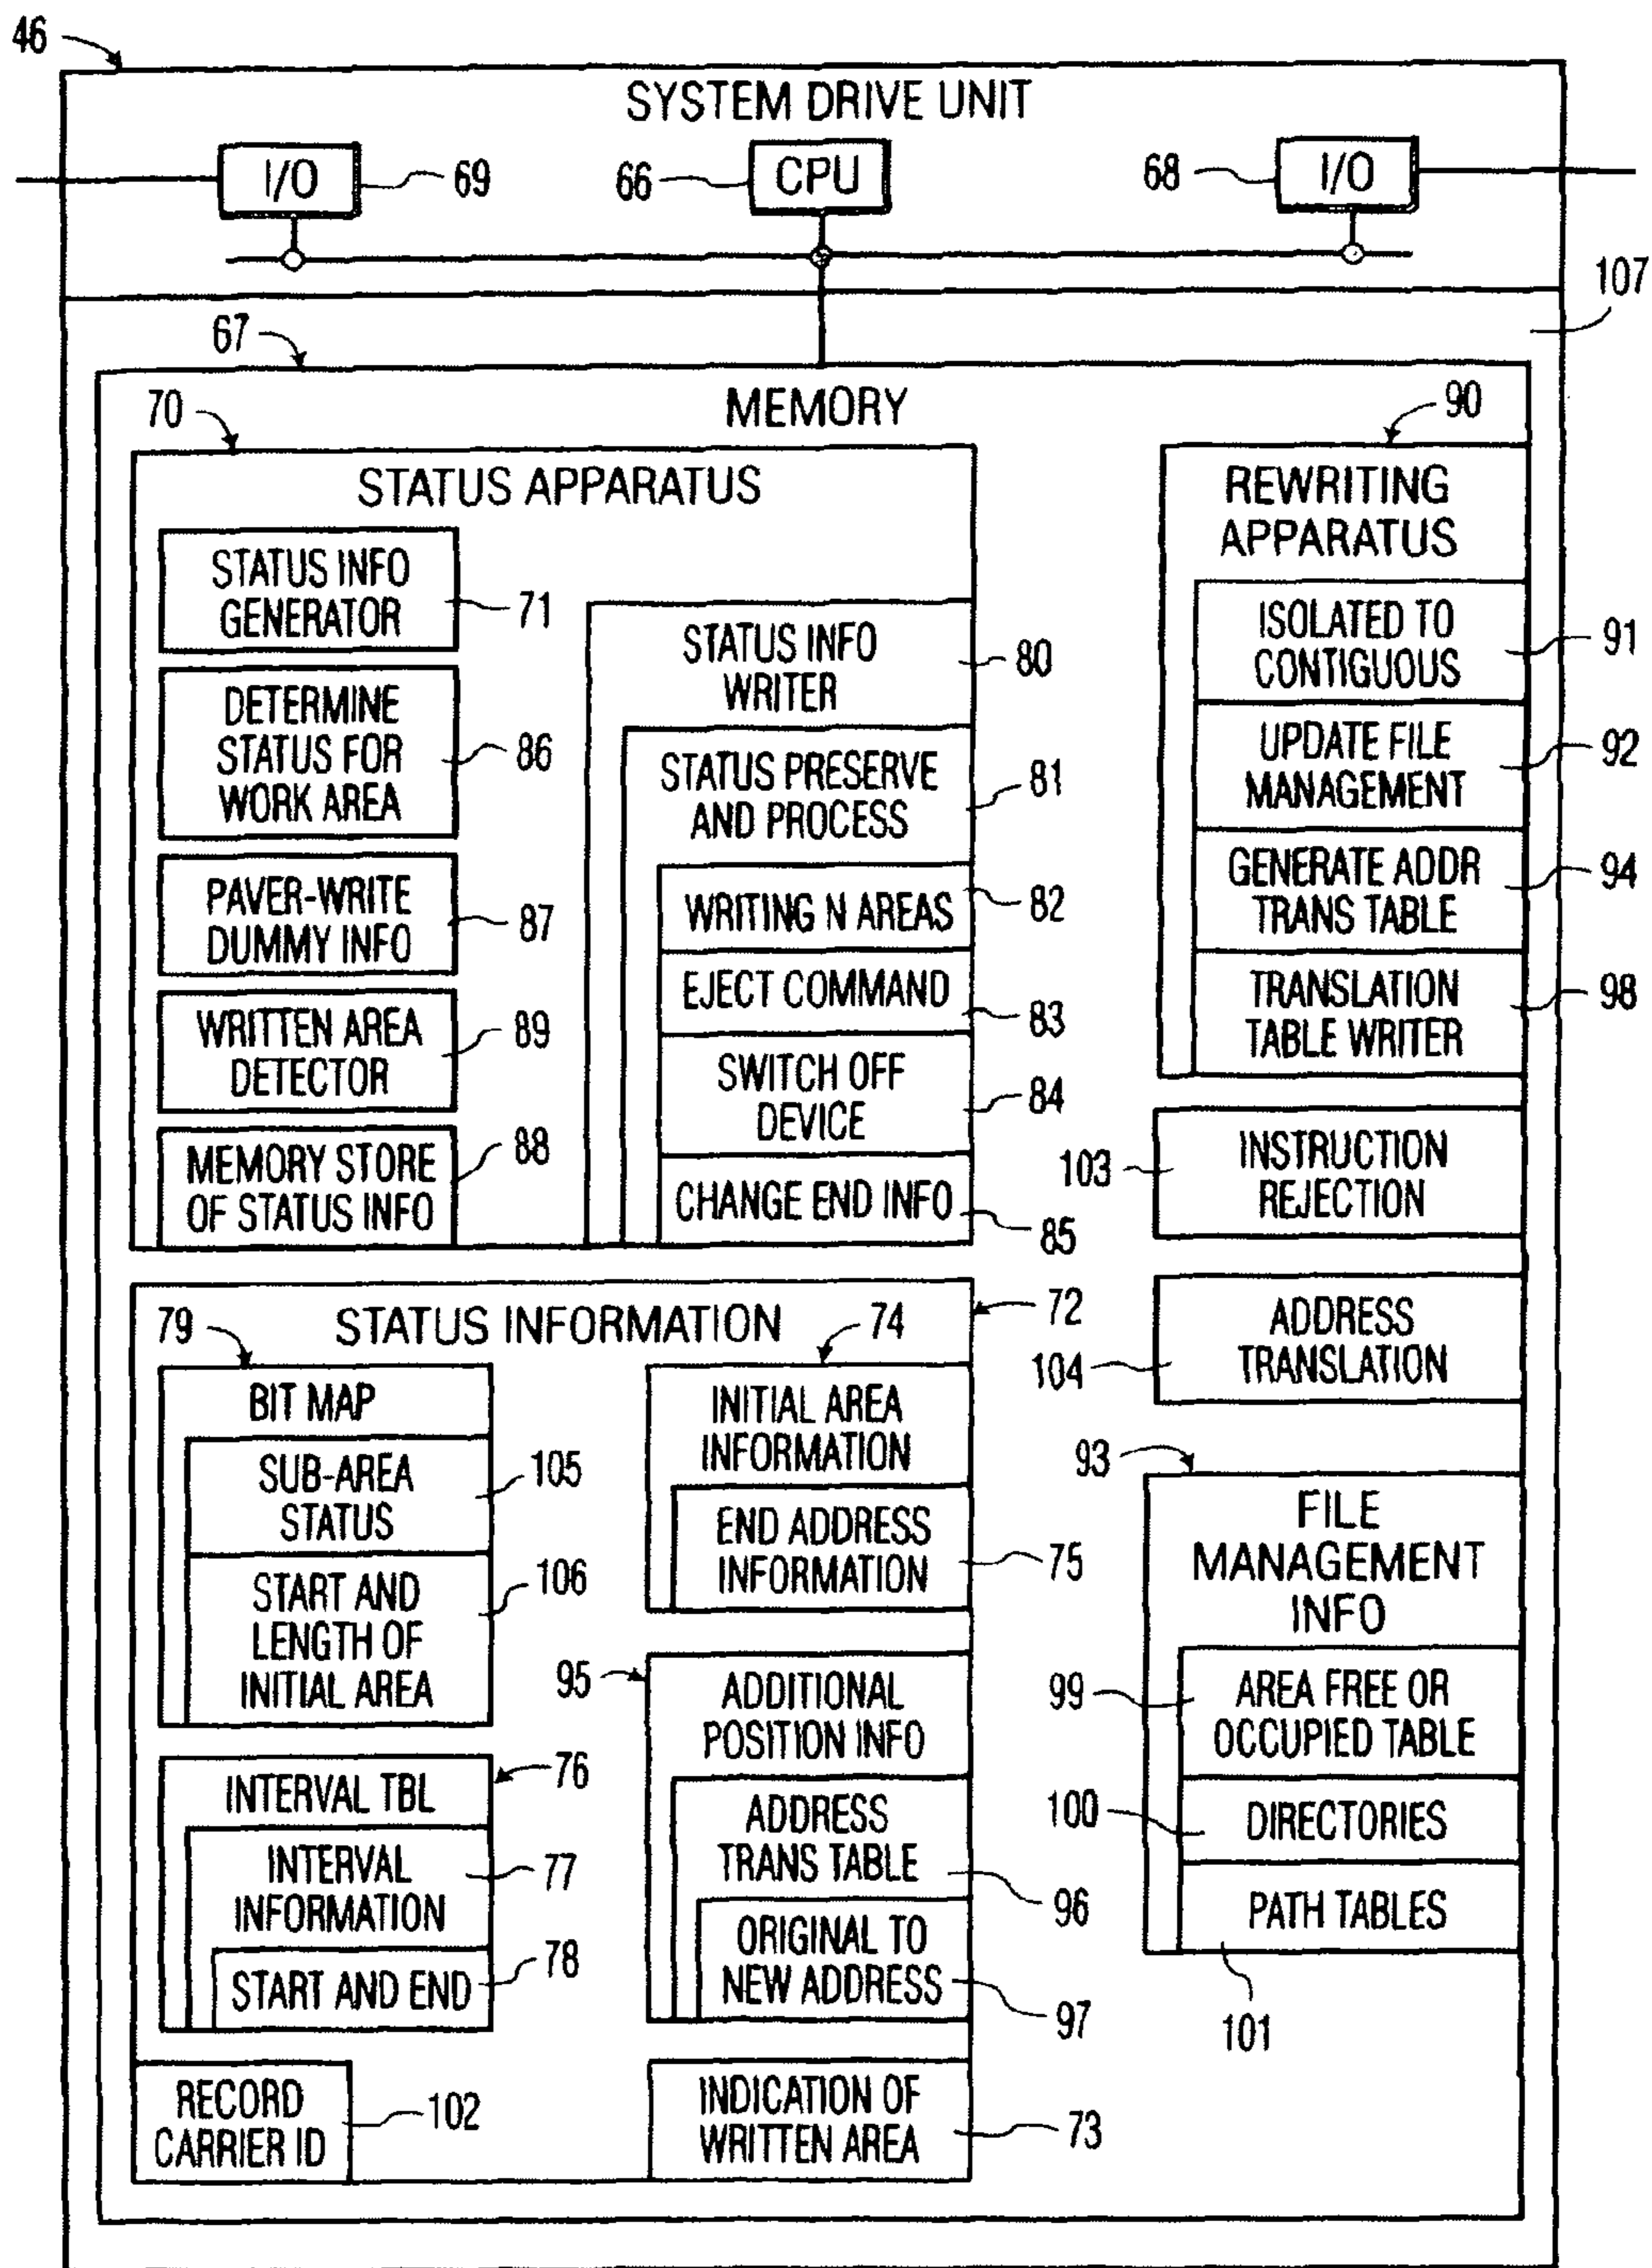 46
SYSTEM DRIVE UNIT
I/O
69
66
CPU
68
I/O
107
67
MEMORY
70
STATUS APPARATUS
STATUS INFO
GENERATOR
71
DETERMINE
STATUS FOR
WORK AREA
86
PAVER-WRITE
DUMMY INFO
87
WRITTEN AREA
DETECTOR
89
MEMORY STORE
OF STATUS INFO
88
STATUS INFO
WRITER
80
STATUS PRESERVE
AND PROCESS
81
WRITING N AREAS
82
EJECT COMMAND
83
SWITCH OFF
DEVICE
84
CHANGE END INFO
85
90
REWRITING
APPARATUS
ISOLATED TO
CONTIGUOUS
91
UPDATE FILE
MANAGEMENT
92
GENERATE ADDR
TRANS TABLE
94
TRANSLATION
TABLE WRITER
98
103
INSTRUCTION
REJECTION
104
ADDRESS
TRANSLATION
STATUS INFORMATION
72
79
BIT MAP
SUB-AREA
STATUS
105
START AND
LENGTH OF
INITIAL AREA
106
INTERVAL TBL
76
INTERVAL
INFORMATION
77
START AND END
78
RECORD
CARRIER ID
102
74
INITIAL AREA
INFORMATION
END ADDRESS
INFORMATION
75
95
ADDITIONAL
POSITION INFO
ADDRESS
TRANS TABLE
96
ORIGINAL TO
NEW ADDRESS
97
INDICATION OF
WRITTEN AREA
73
93
FILE
MANAGEMENT
INFO
99
AREA FREE OR
OCCUPIED TABLE
100
DIRECTORIES
PATH TABLES
101